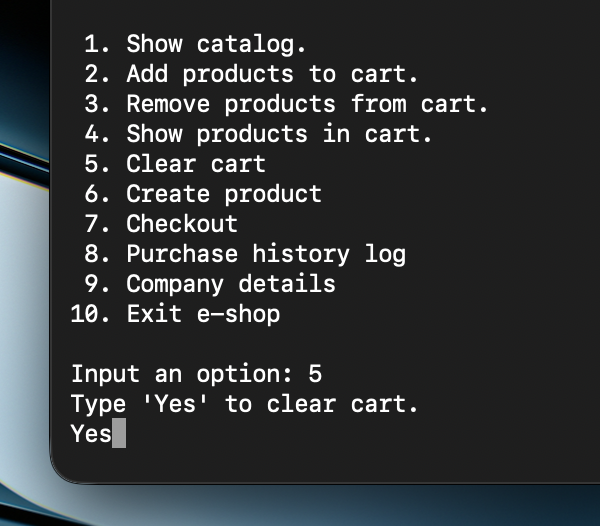 1. Show catalog.
2. Add products to cart.
3. Remove products from cart.
4. Show products in cart.
5. Clear cart
6. Create product
7. Checkout
8. Purchase history log
9. Company details
10. Exit e-shop
Input an option: 5
Type 'Yes' to clear cart.
Yes